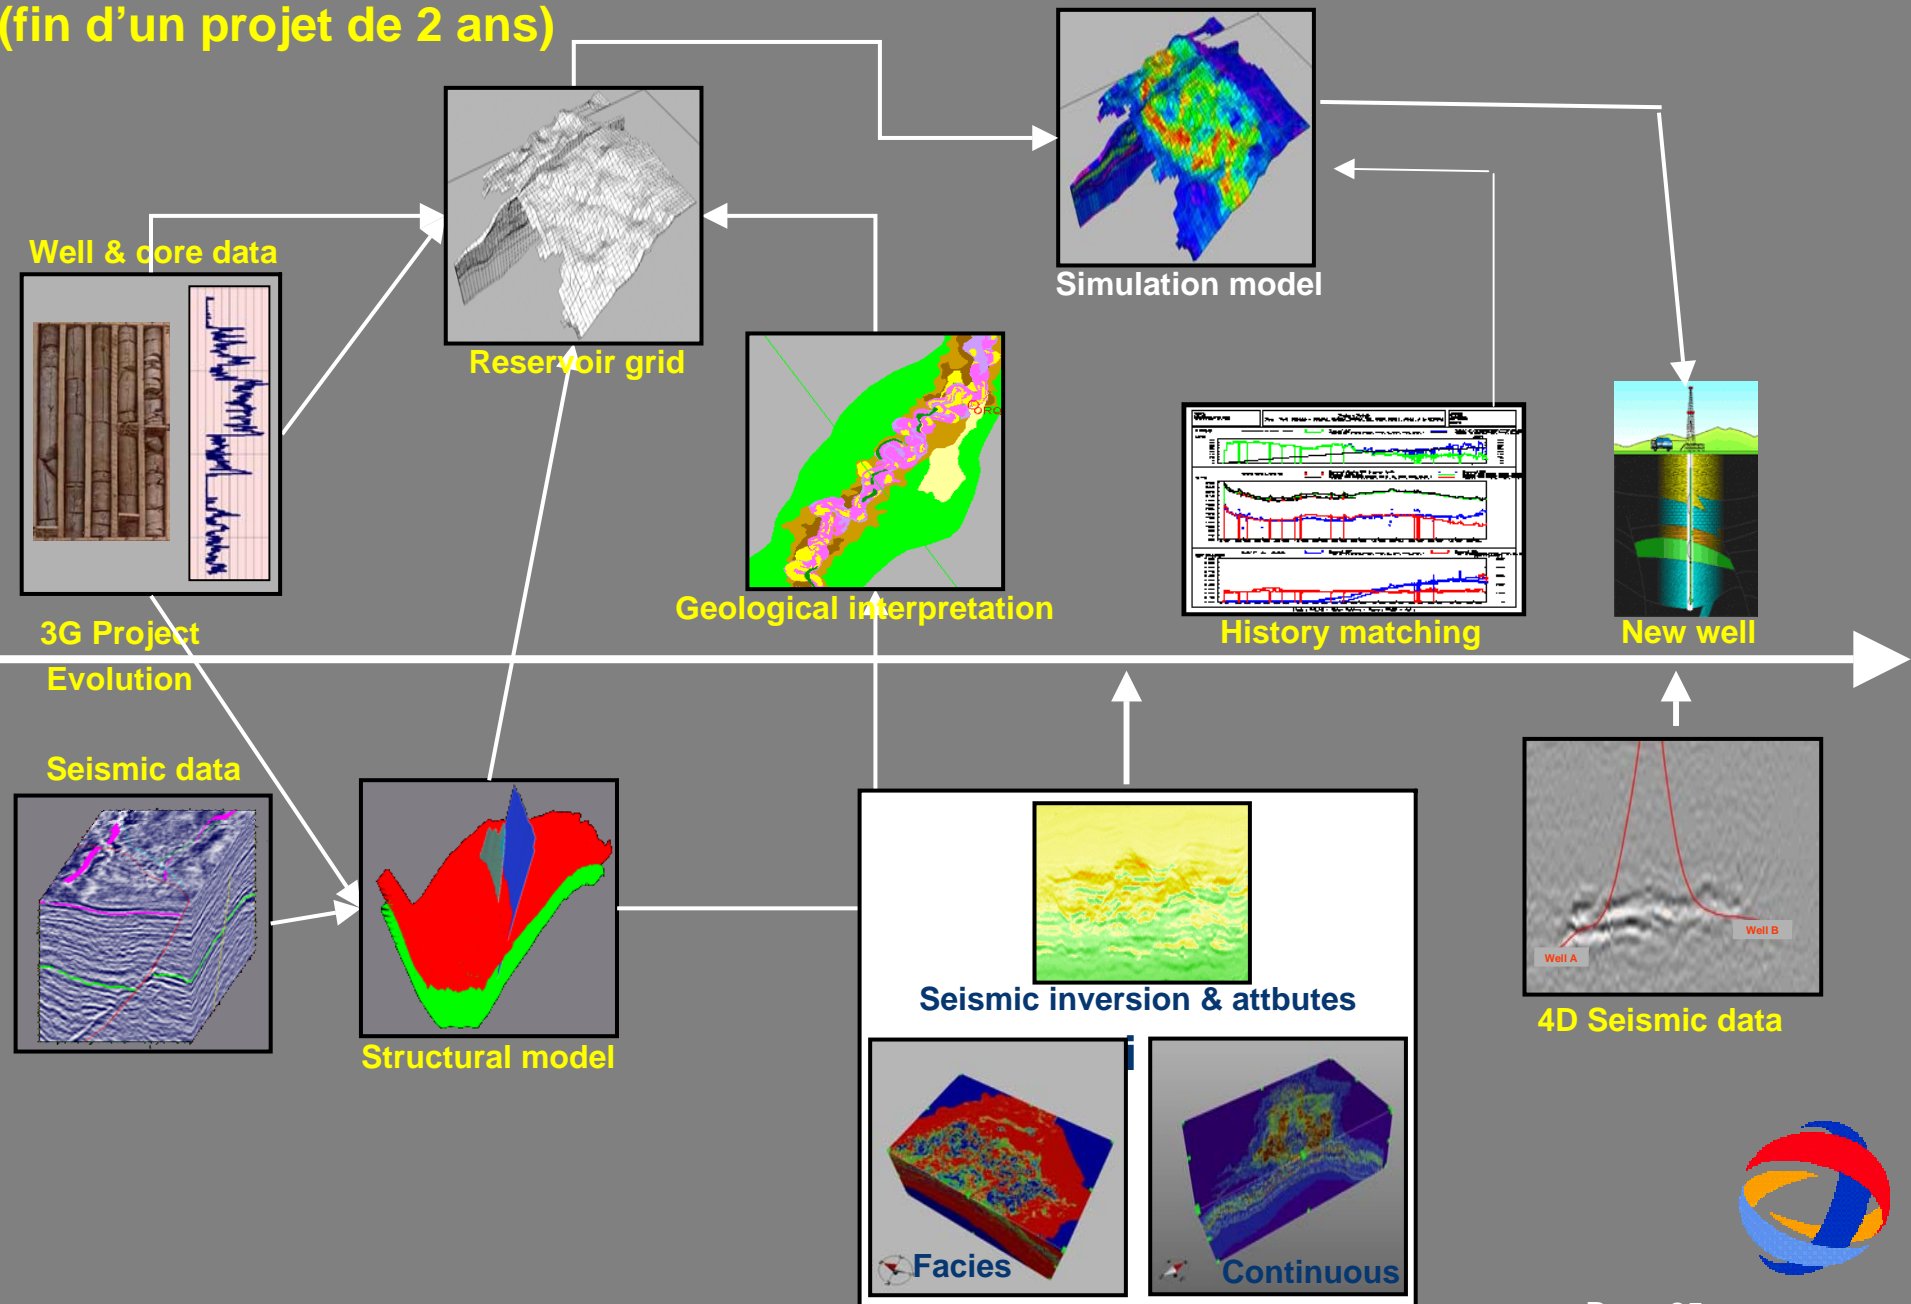 (fin d'un projet de 2 ans)
Well & core data
Reservoir grid
Simulation model
Geological interpretation
History matching
New well
3G Project
Evolution
Seismic data
Structural model
Seismic inversion & attbutes
Facies
Continuous
Well A
Well B
4D Seismic data